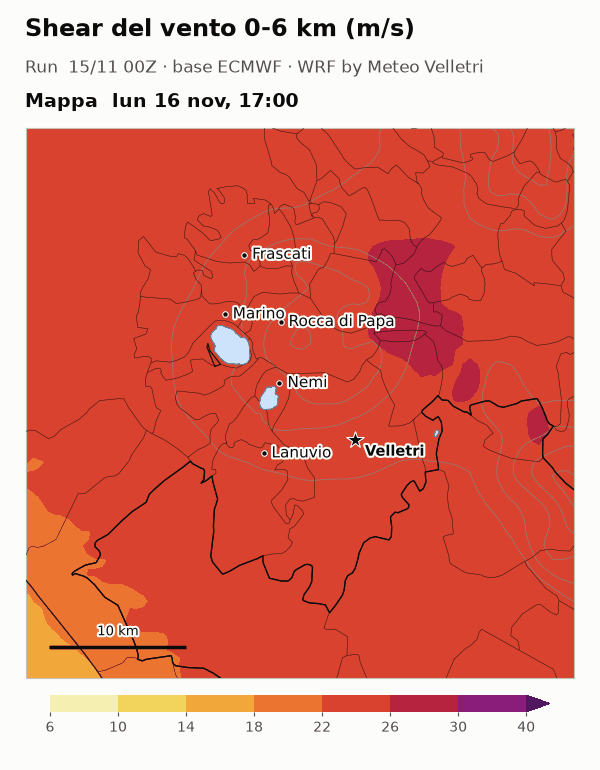 Shear del vento 0-6 km (m/s)
Run  15/11 00Z · base ECMWF · WRF by Meteo Velletri
Mappa  lun 16 nov, 17:00
Frascati
Marino
Rocca di Papa
Nemi
Velletri
Lanuvio
10 km
6 10 14 18 22 26 30 40